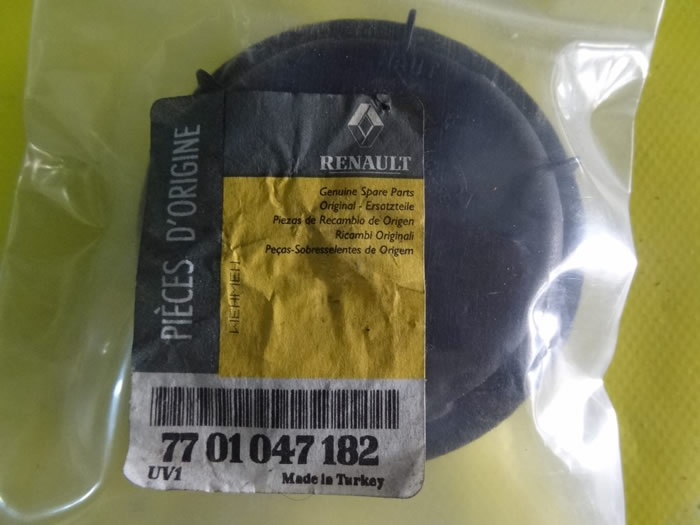 PIÈCES D'ORIGINE
RENAULT
Genuine Spare Parts
Original - Ersatzteile
Piezas de Recambio de Origen
Ricambi Originali
Peças-Sobresselentes de Origem
77 01 047 182
UV1
Made in Turkey